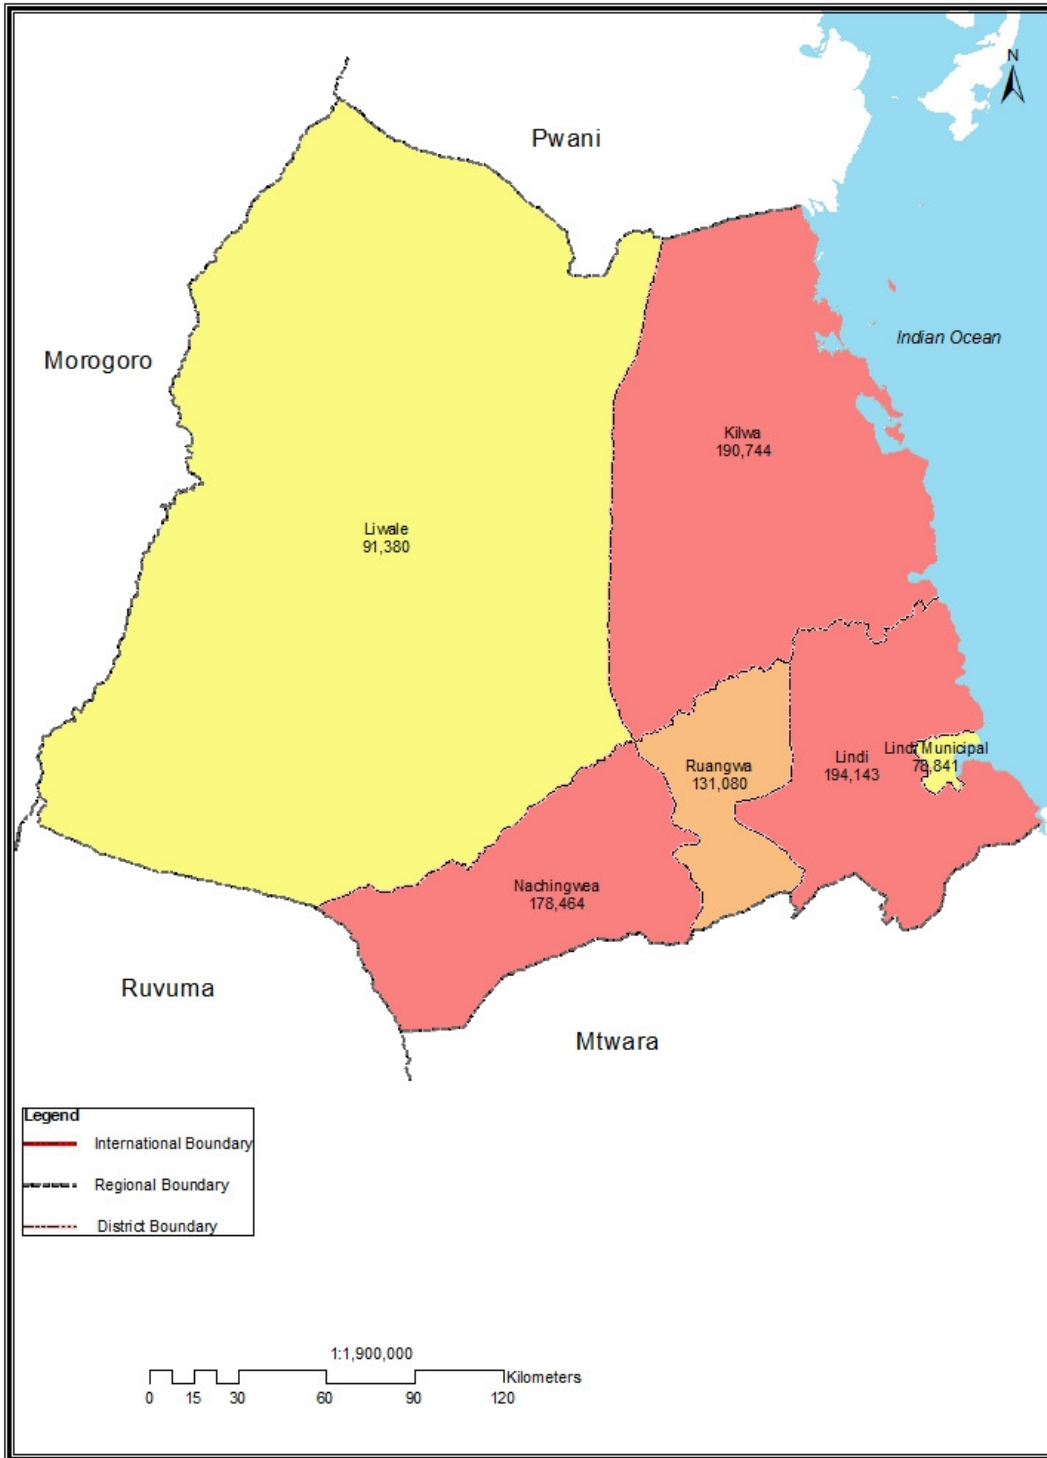 N
Pwani
Indian Ocean
Morogoro
Kilwa
190,744
Liwale
91,380
Lindi Municipal
78,841
Lindi
194,143
Ruangwa
131,080
Nachingwea
178,464
Ruvuma
Mtwara
Legend
International Boundary
Regional Boundary
District Boundary
1:1,900,000
Kilometers
0 15 30 60 90 120